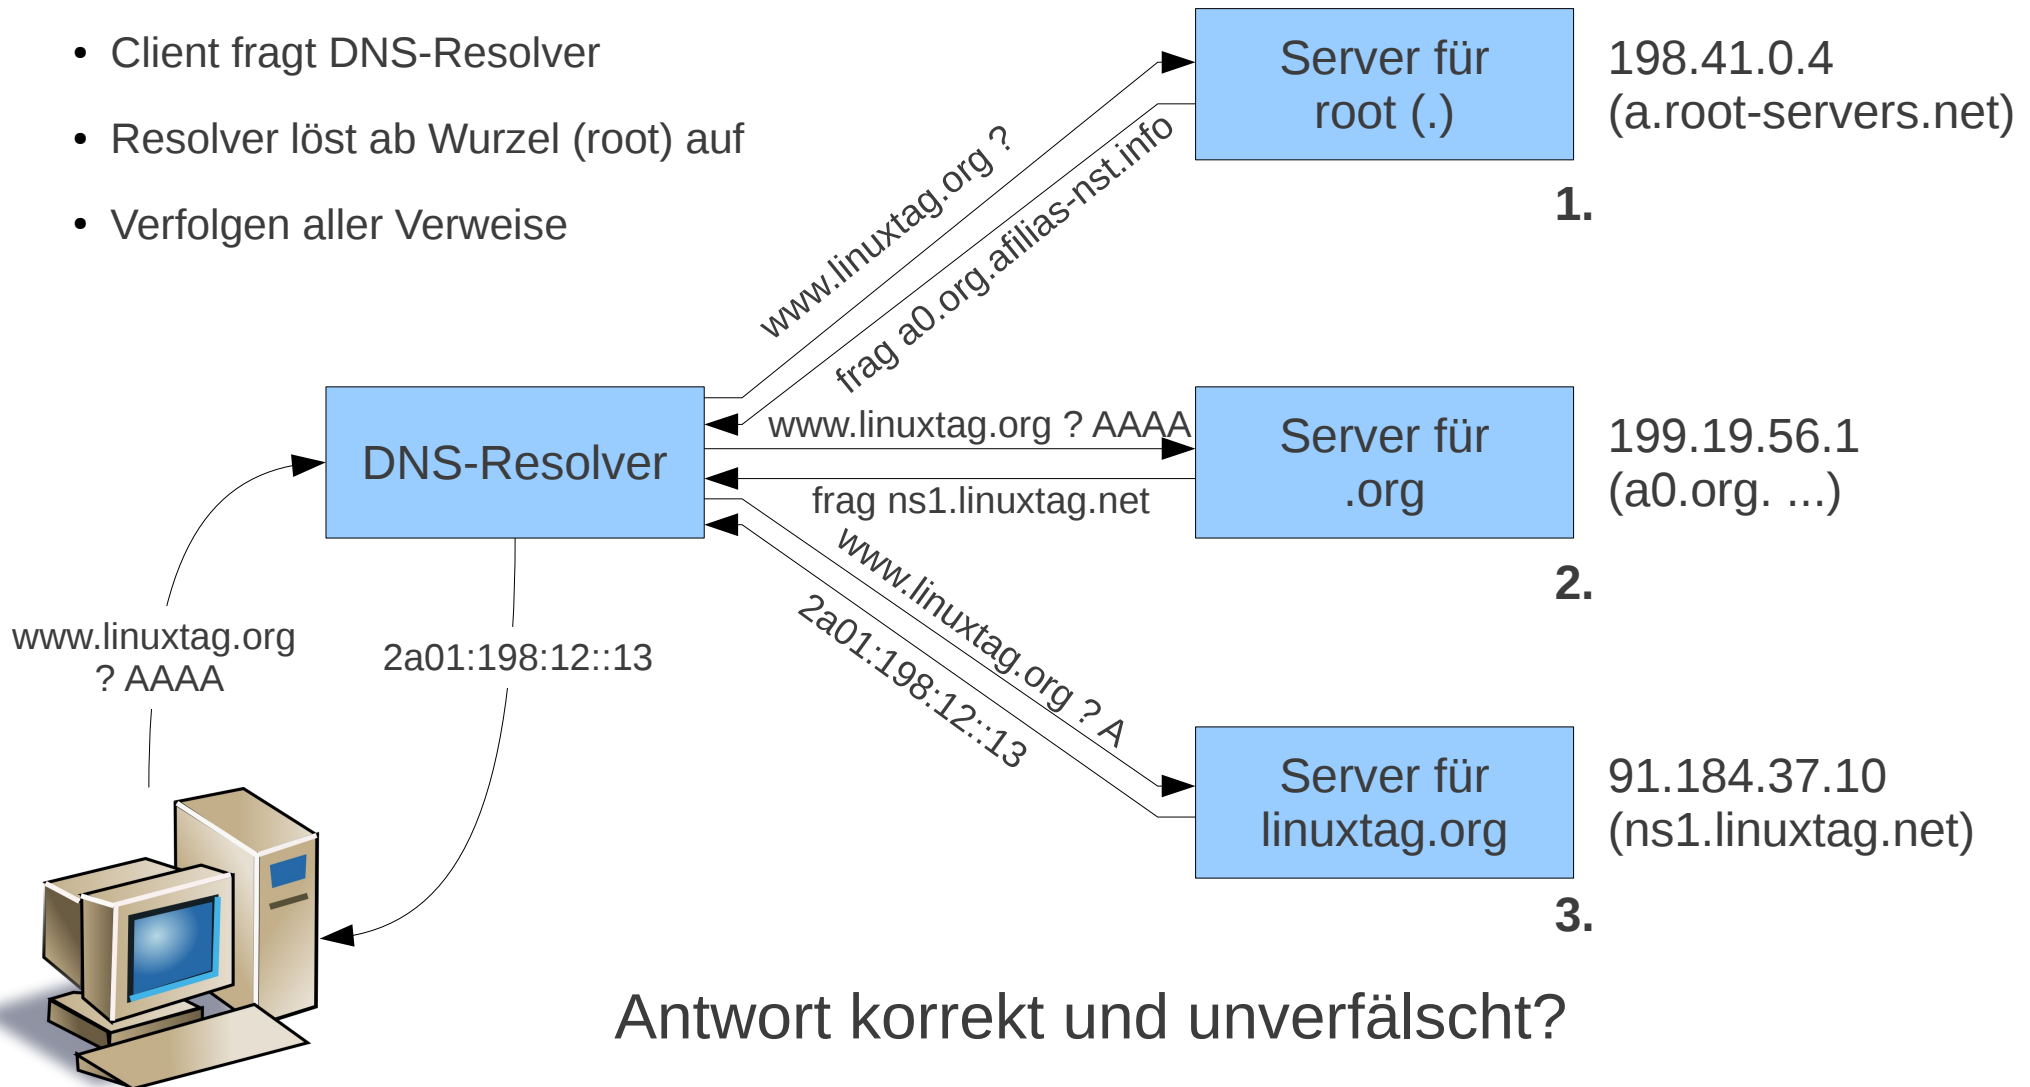 • Client fragt DNS-Resolver
• Resolver löst ab Wurzel (root) auf
• Verfolgen aller Verweise
Server für
root (.)
198.41.0.4
(a.root-servers.net)
1.
www.linuxtag.org ?
frag a0.org.afilias-nst.info
DNS-Resolver
www.linuxtag.org ? AAAA
frag ns1.linuxtag.net
Server für
.org
199.19.56.1
(a0.org. ...)
2.
www.linuxtag.org
? AAAA
2a01:198:12::13
www.linuxtag.org ? A
2a01:198:12::13
Server für
linuxtag.org
91.184.37.10
(ns1.linuxtag.net)
3.
Antwort korrekt und unverfälscht?